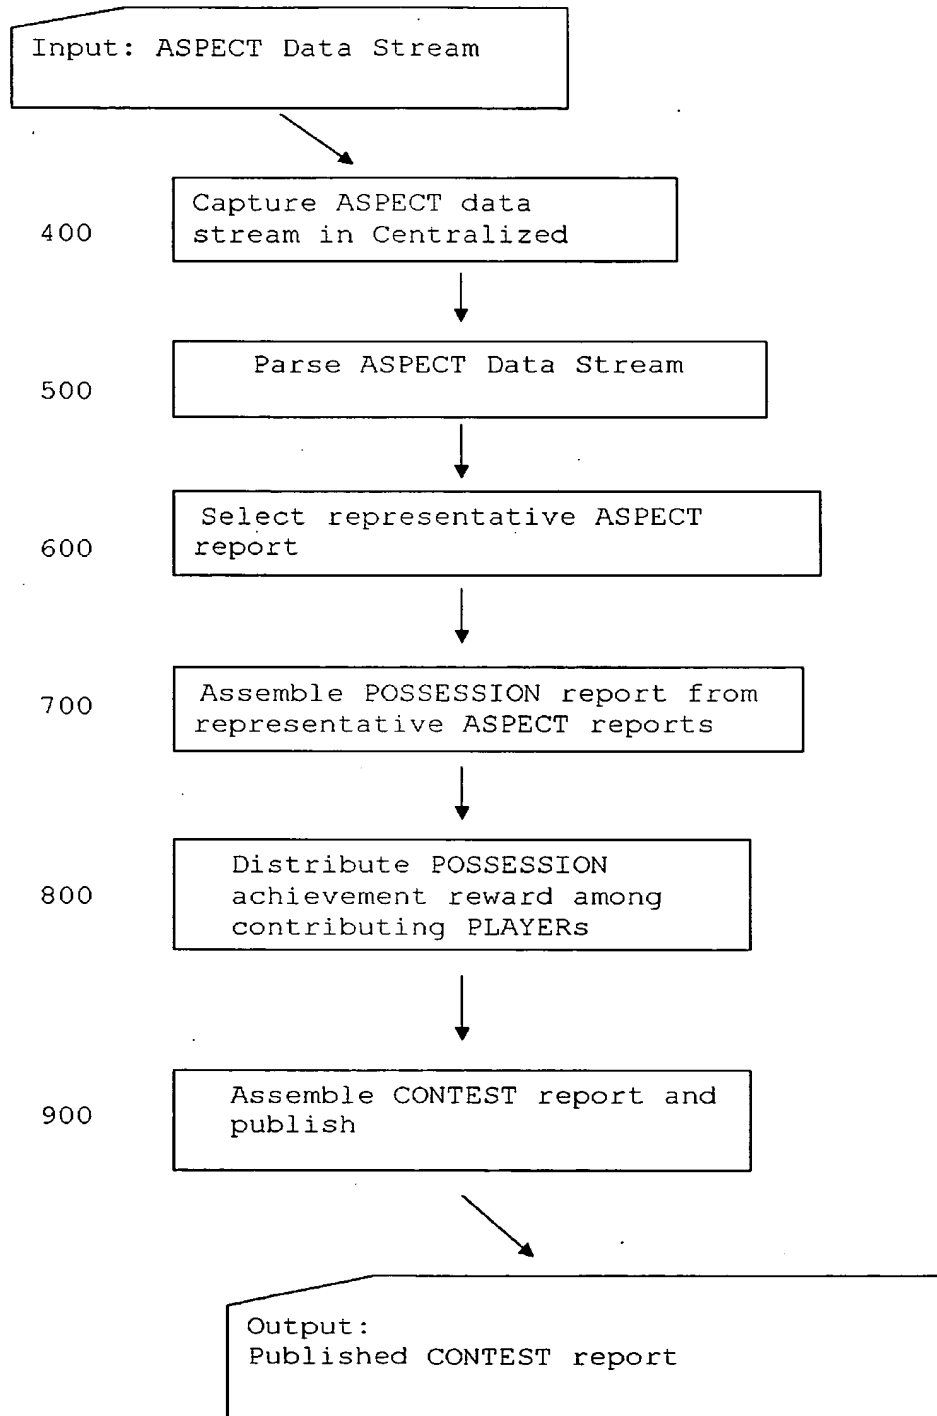 Input: ASPECT Data Stream
400
Capture ASPECT data
stream in Centralized
500
Parse ASPECT Data Stream
600
Select representative ASPECT
report
700
Assemble POSSESSION report from
representative ASPECT reports
800
Distribute POSSESSION
achievement reward among
contributing PLAYERs
900
Assemble CONTEST report and
publish
Output:
Published CONTEST report